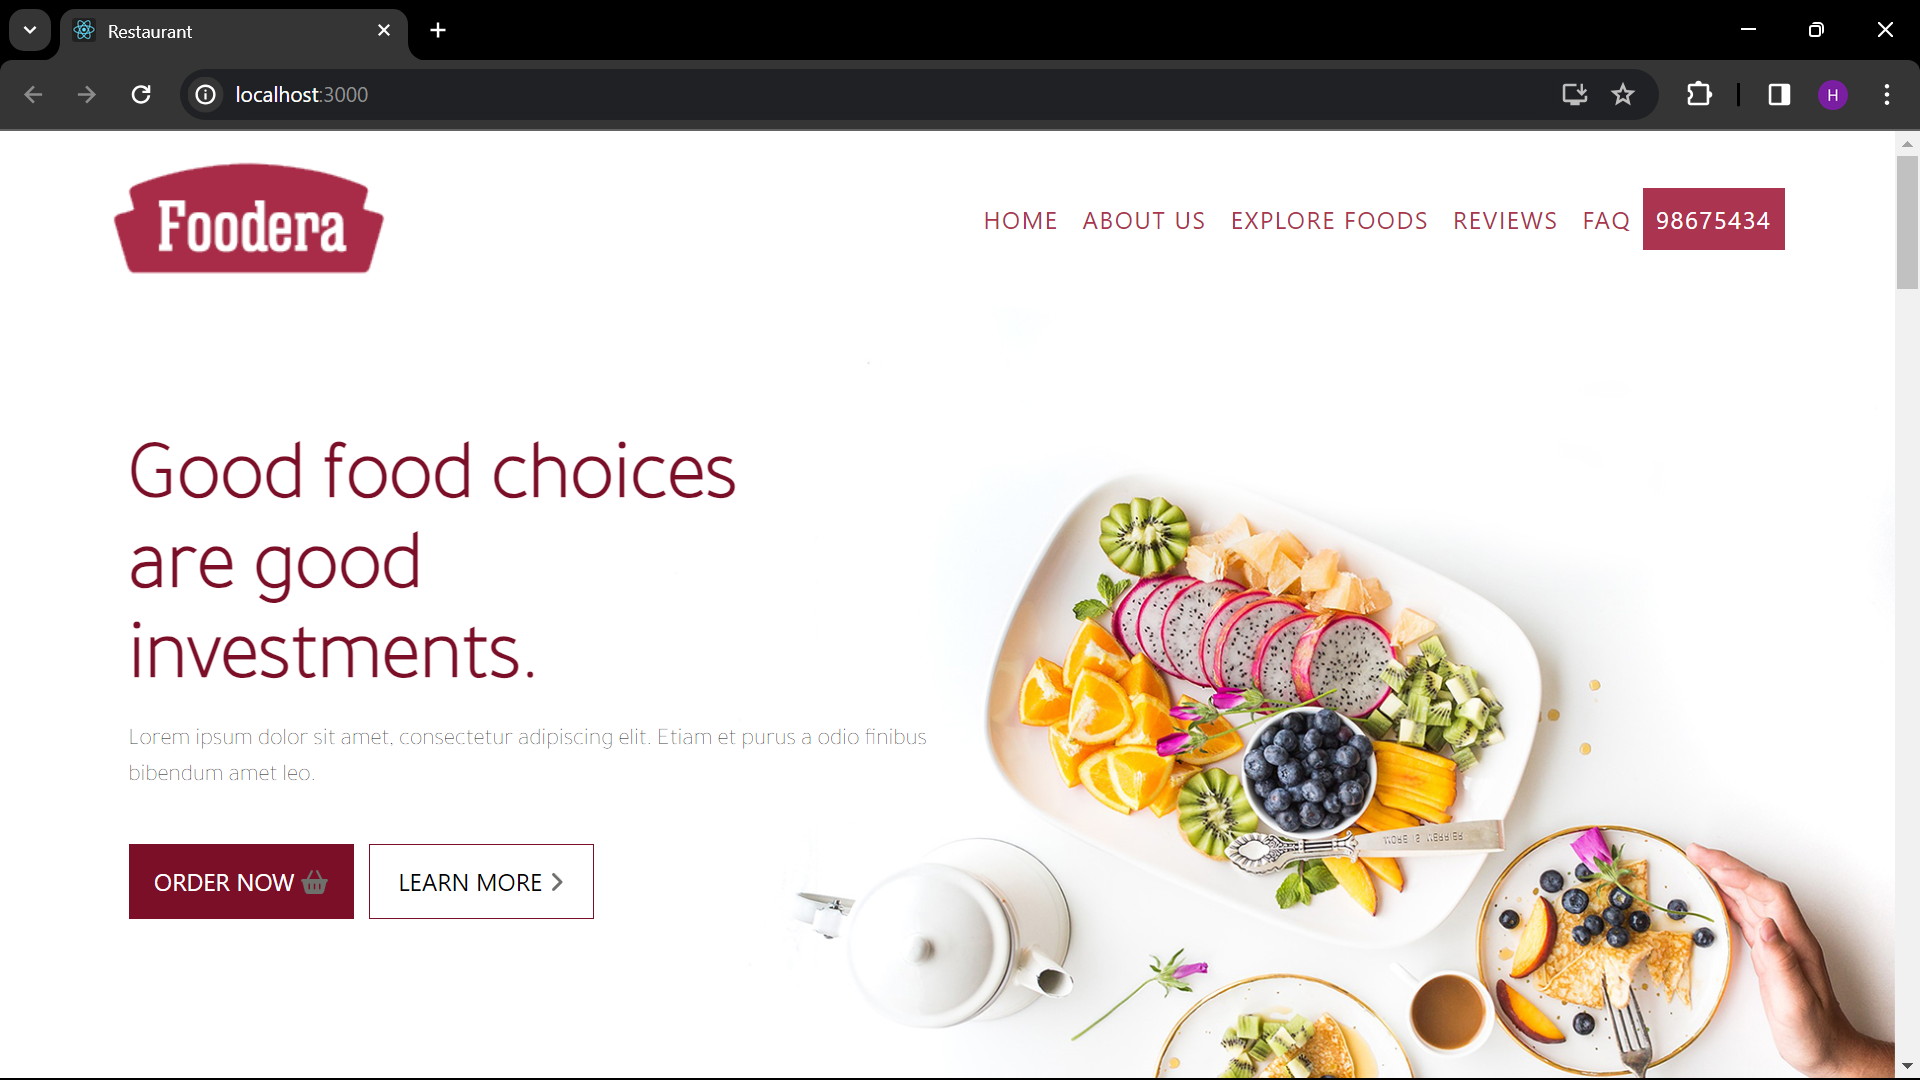 Restaurant
localhost:3000
H
Foodera
HOME ABOUT US EXPLORE FOODS REVIEWS FAQ 98675434
Good food choices
are good
investments.
Lorem ipsum dolor sit amet, consectetur adipiscing elit. Etiam et purus a odio finibus
bibendum amet leo.
ORDER NOW LEARN MORE